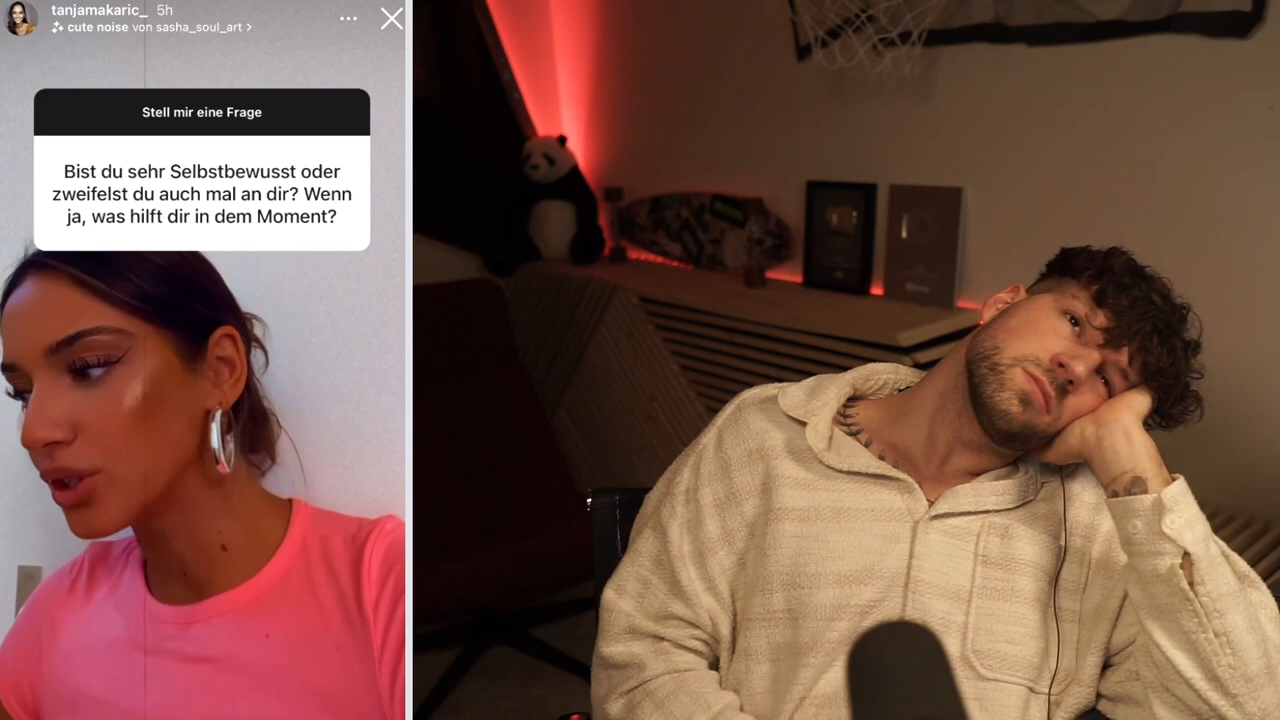 tanjamakaric_ 5h
cute noise von sasha_soul_art >
Stell mir eine Frage
Bist du sehr Selbstbewusst oder
zweifelst du auch mal an dir? Wenn
ja, was hilft dir in dem Moment?